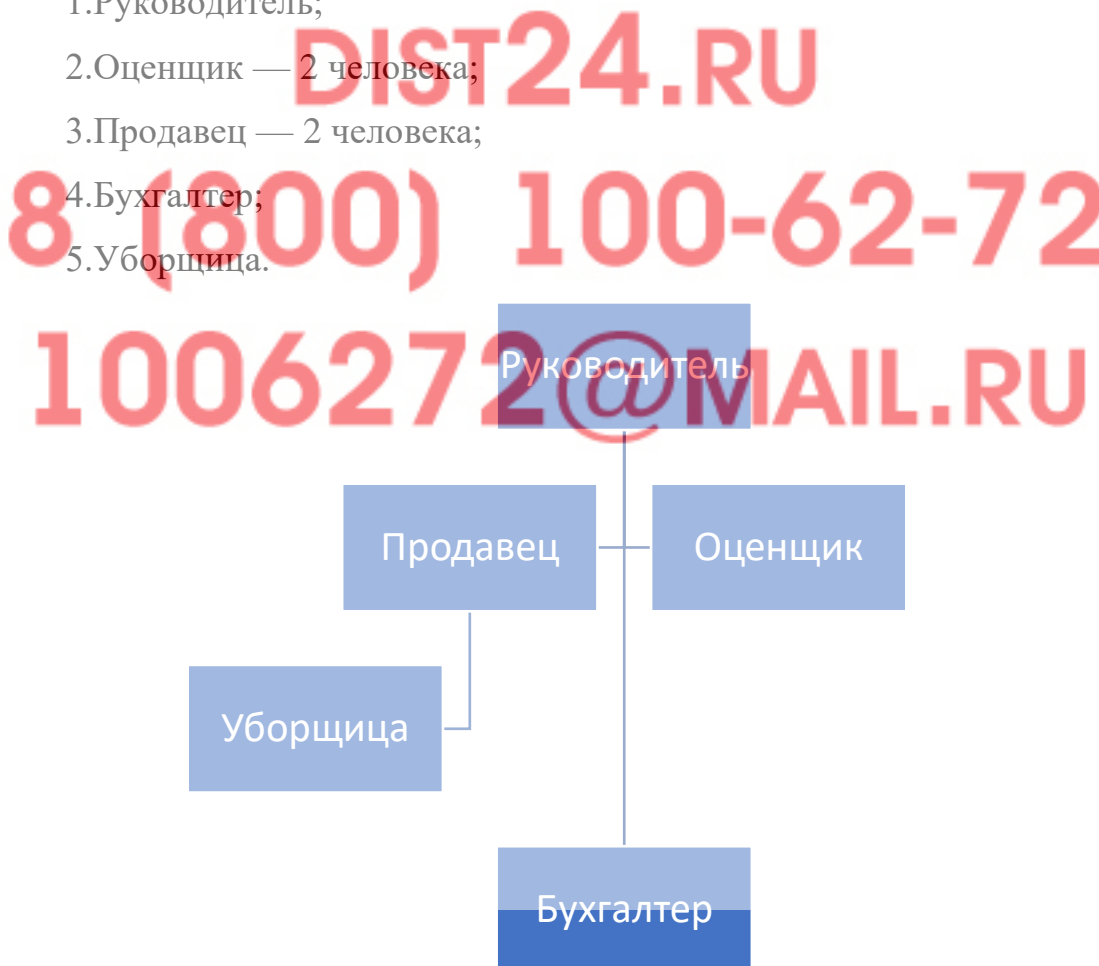 1.Руководитель;
DIST24.RU
2.Оценщик — 2 человека;
3.Продавец — 2 человека;
8 (800) 100-62-72
4.Бухгалтер;
5.Уборщица.
1006272@MAIL.RU
Руководитель
Продавец
Оценщик
Уборщица
Бухгалтер